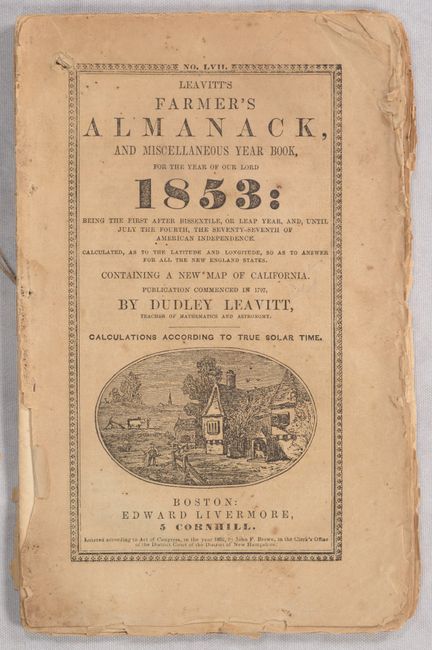 NO. LVII.
LEAVITT'S
FARMER'S
ALMANACK,
AND MISCELLANEOUS YEAR BOOK,
FOR THE YEAR OF OUR LORD
1853:
BEING THE FIRST AFTER BISSEXTILE, OR LEAP YEAR, AND, UNTIL
JULY THE FOURTH, THE SEVENTY-SEVENTH OF
AMERICAN INDEPENDENCE.
CALCULATED, AS TO THE LATITUDE AND LONGITUDE, SO AS TO ANSWER
FOR ALL THE NEW ENGLAND STATES.
CONTAINING A NEW MAP OF CALIFORNIA.
PUBLICATION COMMENCED IN 1797,
BY DUDLEY LEAVITT,
TEACHER OF MATHEMATICS AND ASTRONOMY.
CALCULATIONS ACCORDING TO TRUE SOLAR TIME.
BOSTON:
EDWARD LIVERMORE,
5 CORNHILL.
Entered according to Act of Congress, in the year 1852, by John F. Brown, in the Clerk's Office
of the District Court of the District of New Hampshire.